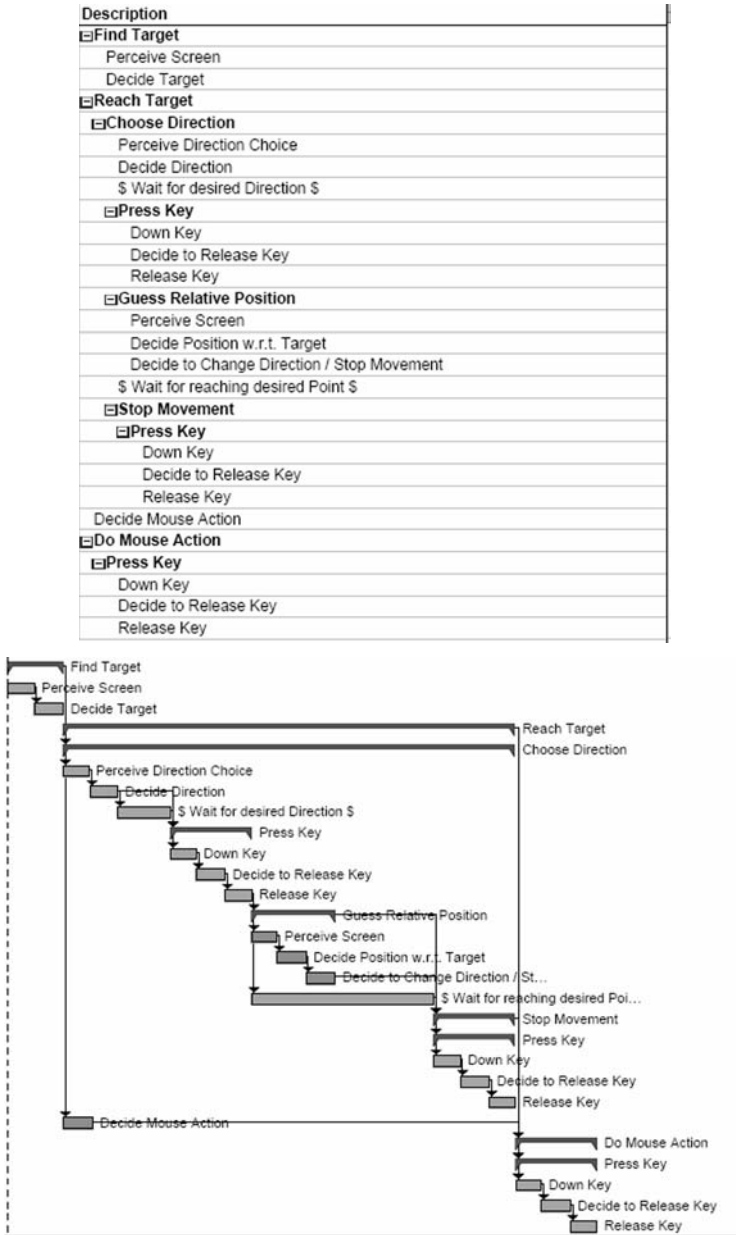 Description
Find Target
Perceive Screen
Decide Target
Reach Target
Choose Direction
Perceive Direction Choice
Decide Direction
$ Wait for desired Direction $
Press Key
Down Key
Decide to Release Key
Release Key
Guess Relative Position
Perceive Screen
Decide Position w.r.t. Target
Decide to Change Direction / Stop Movement
$ Wait for reaching desired Point $
Stop Movement
Press Key
Down Key
Decide to Release Key
Release Key
Decide Mouse Action
Do Mouse Action
Press Key
Down Key
Decide to Release Key
Release Key
Find Target
Perceive Screen
Decide Target
Reach Target
Choose Direction
Perceive Direction Choice
Decide Direction
$ Wait for desired Direction $
Press Key
Down Key
Decide to Release Key
Release Key
Guess Relative Position
Perceive Screen
Decide Position w.r.t. Target
Decide to Change Direction / St...
$ Wait for reaching desired Poi...
Stop Movement
Press Key
Down Key
Decide to Release Key
Release Key
Decide Mouse Action
Do Mouse Action
Press Key
Down Key
Decide to Release Key
Release Key